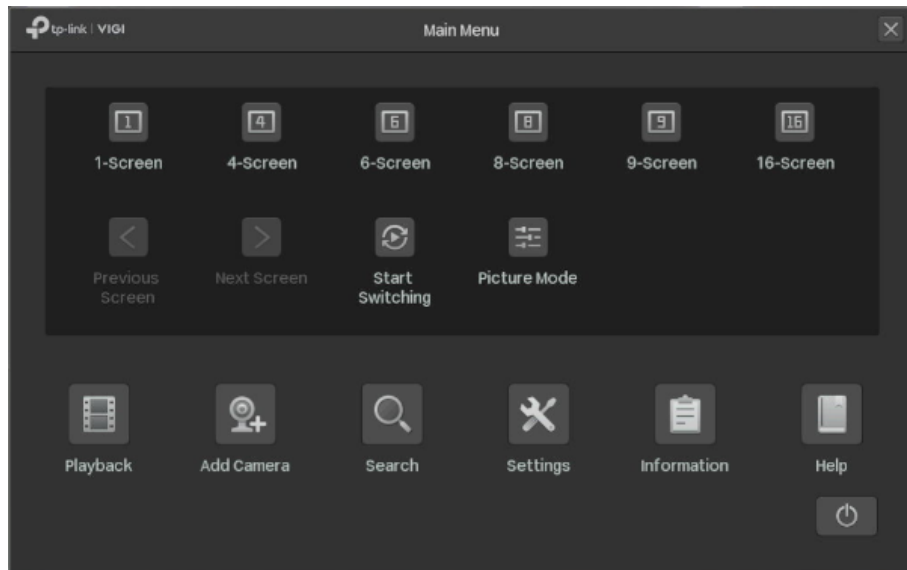 tp-link | VIGI
Main Menu
1
4
6
8
9
16
1-Screen
4-Screen
6-Screen
8-Screen
9-Screen
16-Screen
Previous
Screen
Next Screen
Start
Switching
Picture Mode
Playback
Add Camera
Search
Settings
Information
Help